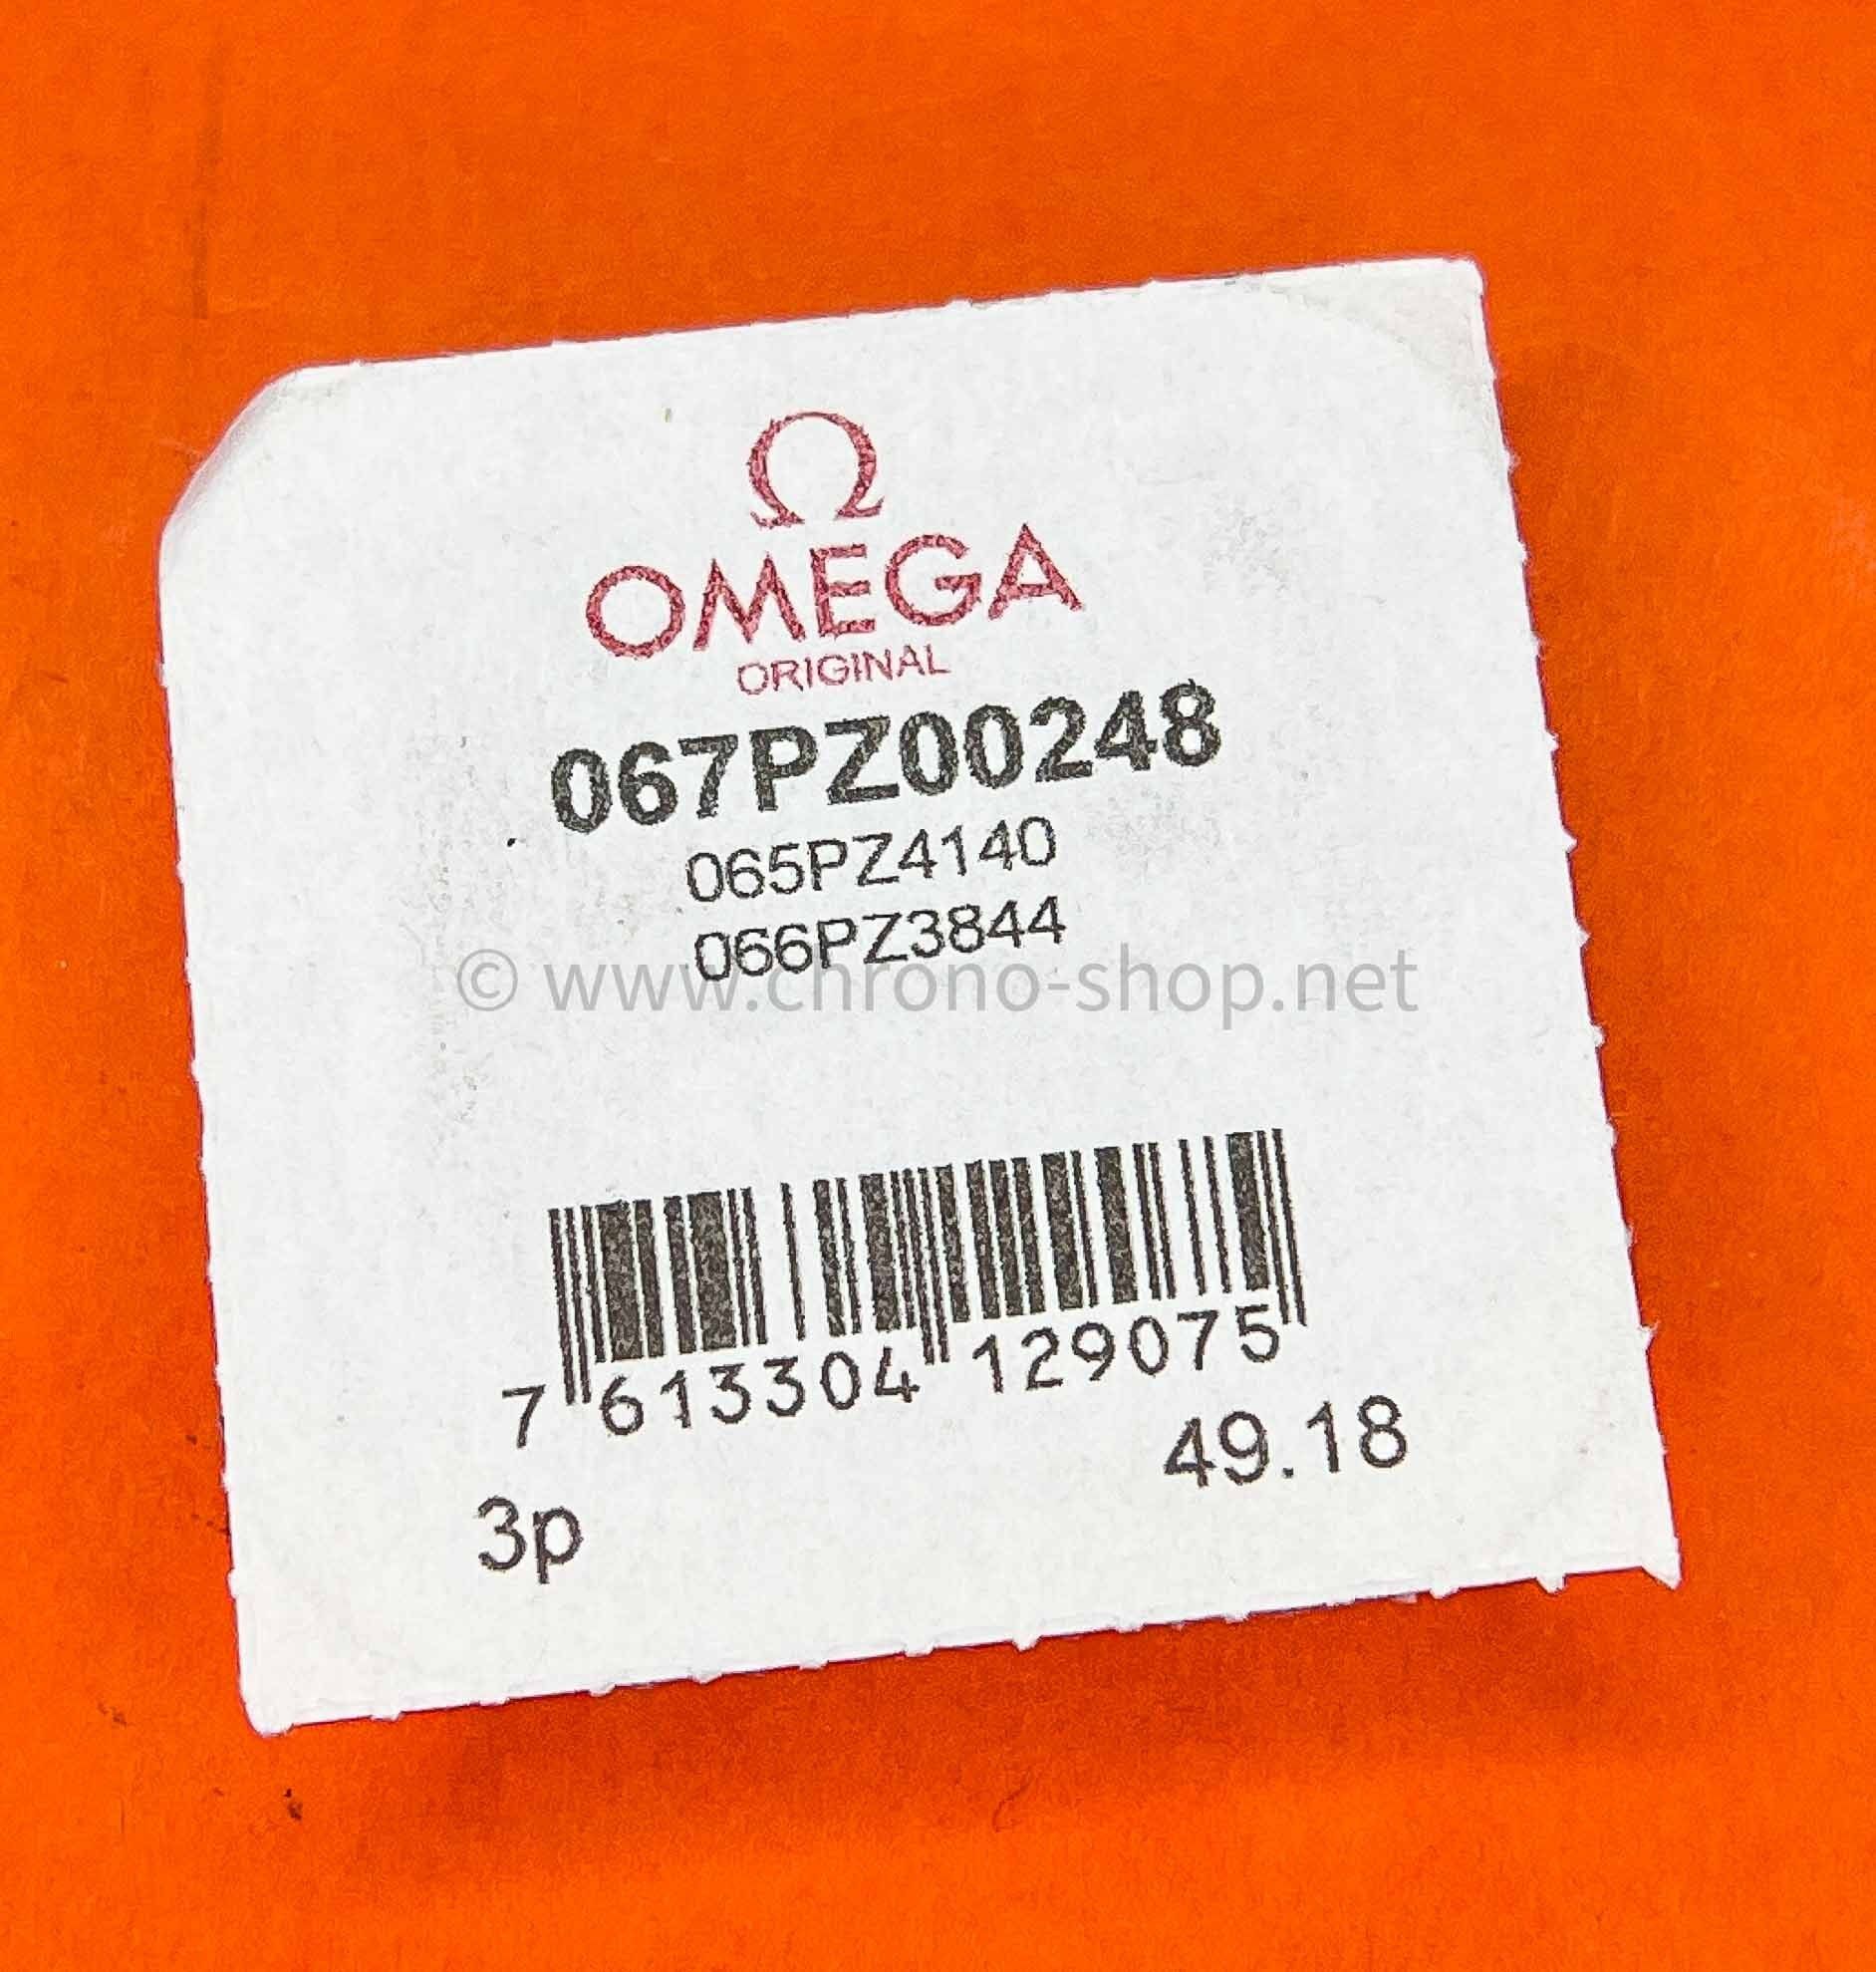 Ω
OMEGA
ORIGINAL
067PZ00248
065PZ4140
066PZ3844
© www.chrono-shop.net
7 613304 129075
49.18
3p